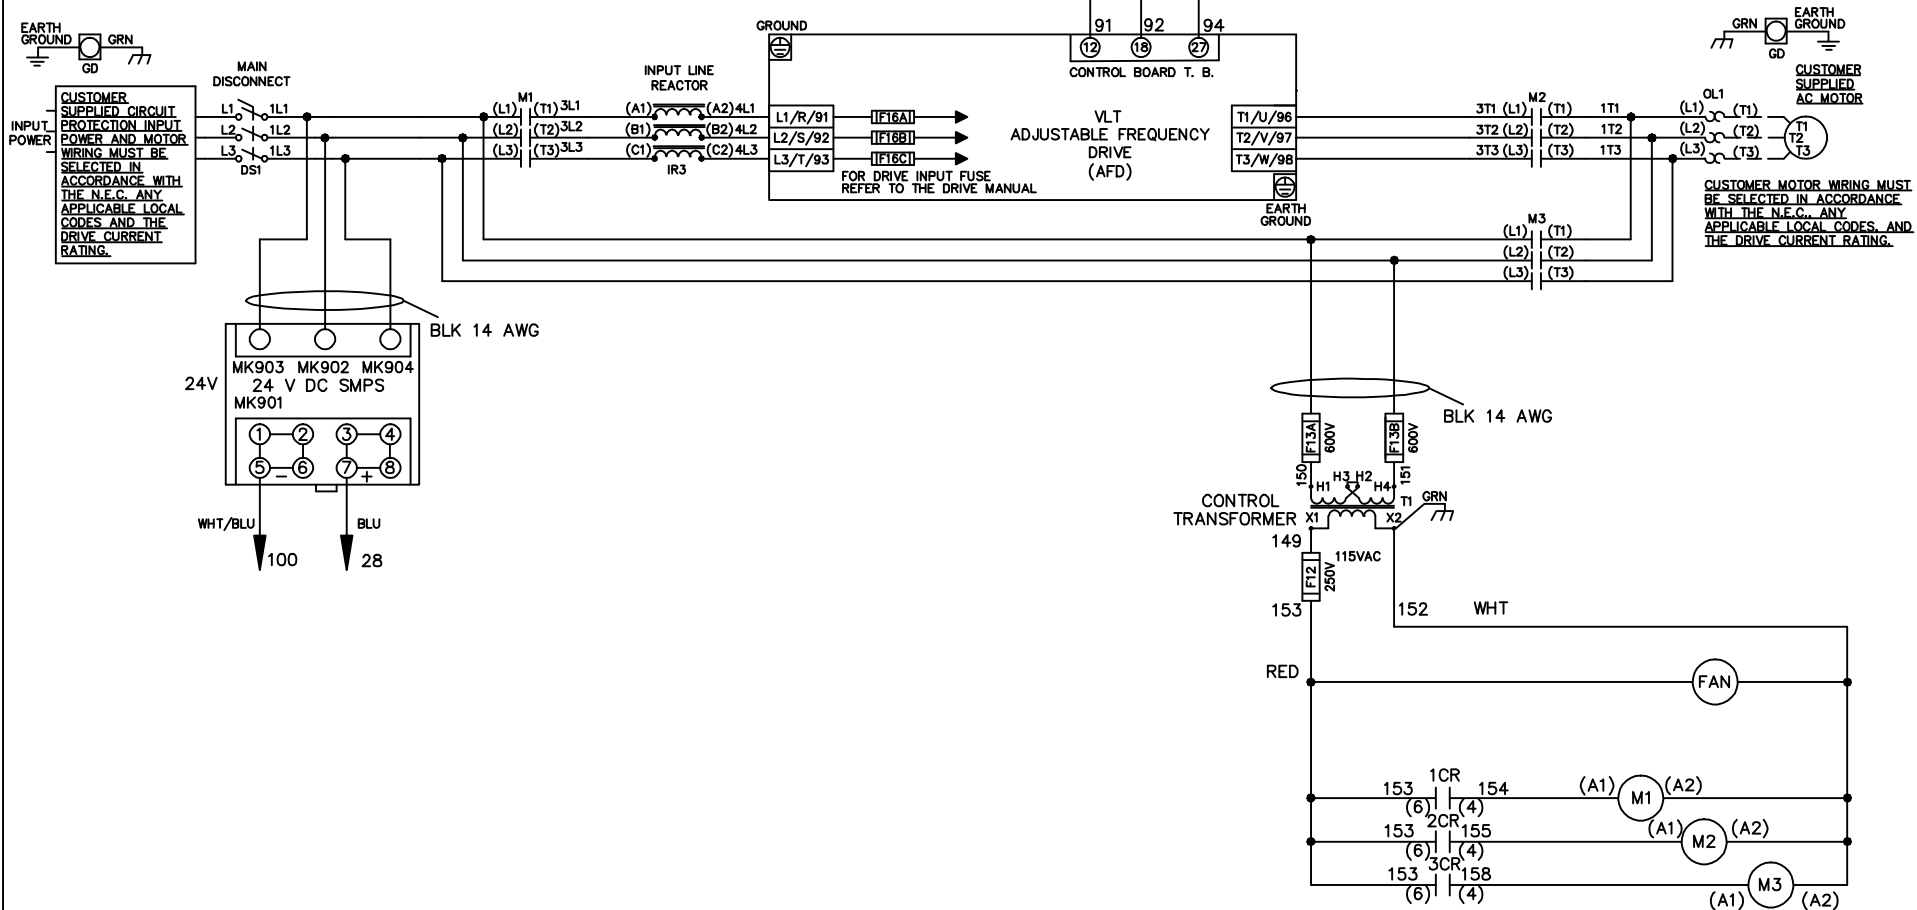 91 92 94
EARTH
GROUND
GRN
GD
GROUND
12 18 27
CONTROL BOARD T. B.
GRN
EARTH
GROUND
GD
CUSTOMER
SUPPLIED
AC MOTOR
MAIN
DISCONNECT
INPUT LINE
REACTOR
INPUT
POWER
CUSTOMER
SUPPLIED CIRCUIT
PROTECTION INPUT
POWER AND MOTOR
WIRING MUST BE
SELECTED IN
ACCORDANCE WITH
THE N.E.C. ANY
APPLICABLE LOCAL
CODES AND THE
DRIVE CURRENT
RATING.
L1 1L1
L2 1L2
L3 1L3
DS1
M1
(L1) (T1) 3L1
(L2) (T2) 3L2
(L3) (T3) 3L3
(A1) (A2) 4L1
(B1) (B2) 4L2
(C1) (C2) 4L3
IR3
L1/R/91
L2/S/92
L3/T/93
F16A
F16B
F16C
FOR DRIVE INPUT FUSE
REFER TO THE DRIVE MANUAL
VLT
ADJUSTABLE FREQUENCY
DRIVE
(AFD)
T1/U/96
T2/V/97
T3/W/98
EARTH
GROUND
M2
3T1 (L1) (T1) 1T1
3T2 (L2) (T2) 1T2
3T3 (L3) (T3) 1T3
OL1
(L1) (T1)
(L2) (T2)
(L3) (T3)
T1
T2
T3
CUSTOMER MOTOR WIRING MUST
BE SELECTED IN ACCORDANCE
WITH THE N.E.C., ANY
APPLICABLE LOCAL CODES, AND
THE DRIVE CURRENT RATING.
M3
(L1) (T1)
(L2) (T2)
(L3) (T3)
BLK 14 AWG
MK903 MK902 MK904
24V
24 V DC SMPS
MK901
1 2 3 4
5 6 7 8
− +
WHT/BLU
BLU
100
28
BLK 14 AWG
F13A
600V
F13B
600V
150
151
H1 H3 H2 H4
T1
GRN
CONTROL
TRANSFORMER
X1 X2
149
115VAC
F12
250V
153
152
WHT
RED
FAN
1CR
153 154
(6) (4)
(A1) M1 (A2)
2CR
153 155
(6) (4)
(A1) M2 (A2)
3CR
153 158
(6) (4)
(A1) M3 (A2)